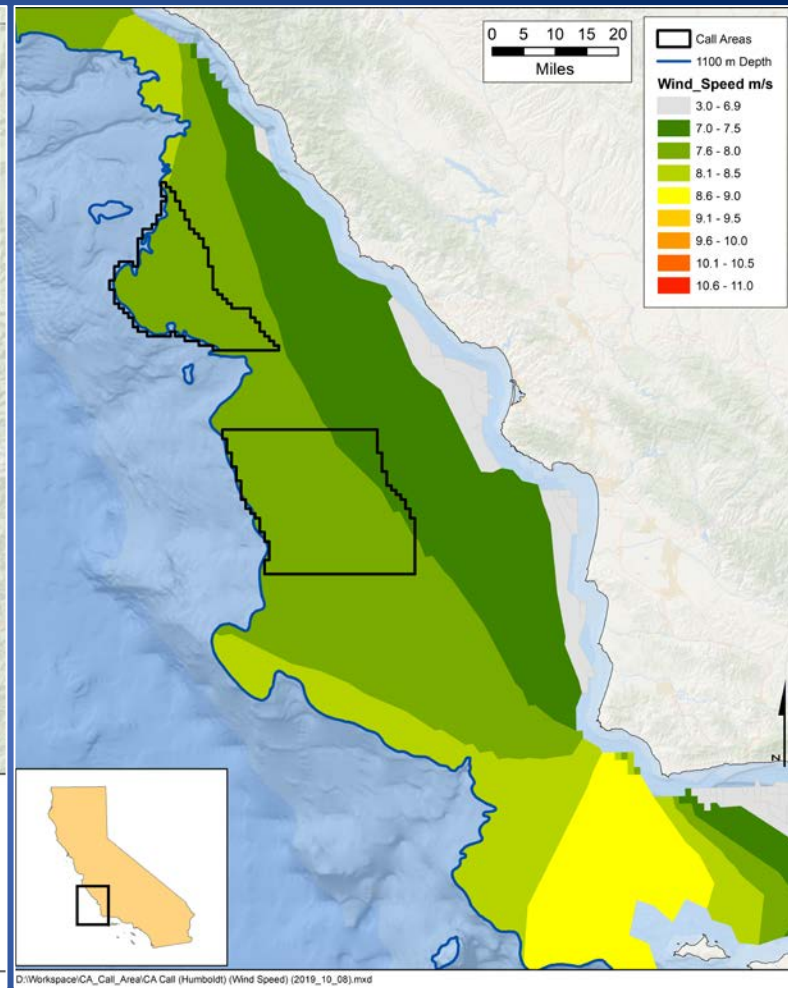 0 5 10 15 20
Miles
Call Areas
1100 m Depth
Wind_Speed m/s
3.0 - 6.9
7.0 - 7.5
7.6 - 8.0
8.1 - 8.5
8.6 - 9.0
9.1 - 9.5
9.6 - 10.0
10.1 - 10.5
10.6 - 11.0
N
D:\Workspace\CA_Call_Area\CA Call (Humboldt) (Wind Speed) (2019_10_08).mxd